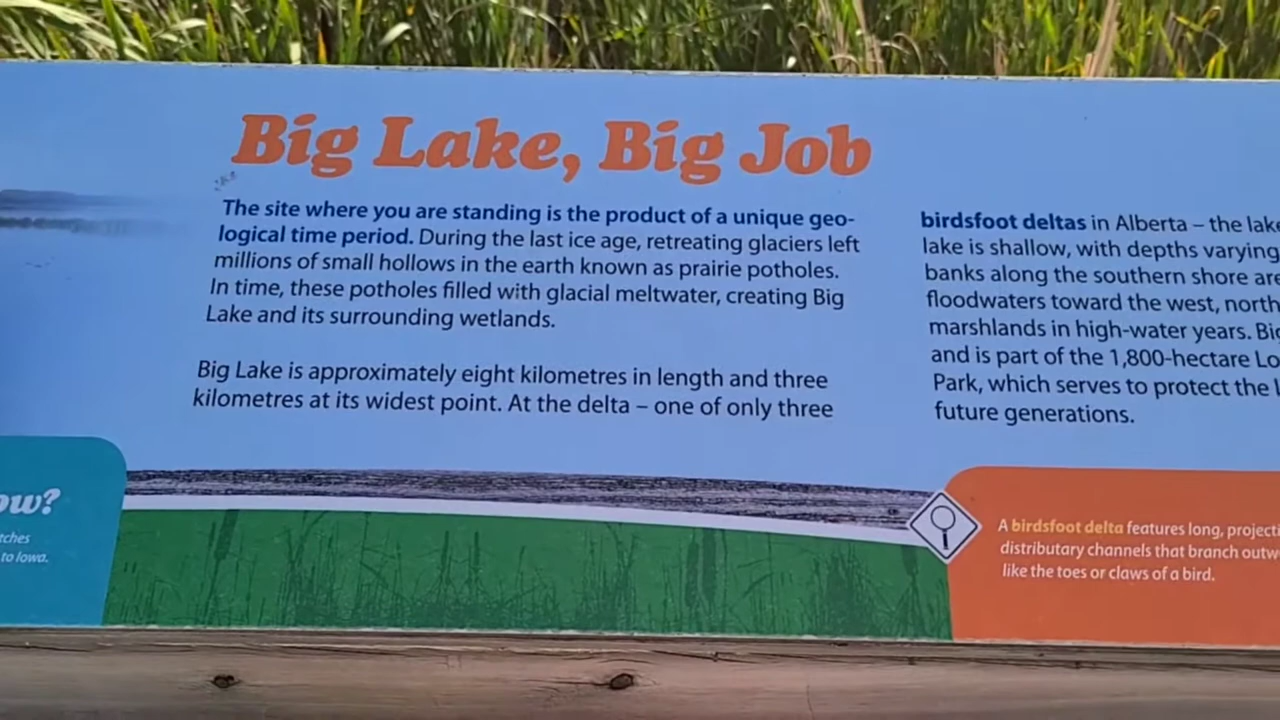 Big Lake, Big Job
The site where you are standing is the product of a unique geo-
logical time period. During the last ice age, retreating glaciers left
millions of small hollows in the earth known as prairie potholes.
In time, these potholes filled with glacial meltwater, creating Big
Lake and its surrounding wetlands.
Big Lake is approximately eight kilometres in length and three
kilometres at its widest point. At the delta – one of only three
birdsfoot deltas in Alberta – the lake
lake is shallow, with depths varying
banks along the southern shore are
floodwaters toward the west, north
marshlands in high-water years. Big
and is part of the 1,800-hectare Lo
Park, which serves to protect the l
future generations.
ow?
tches
to Iowa.
A birdsfoot delta features long, projecti
distributary channels that branch outw
like the toes or claws of a bird.